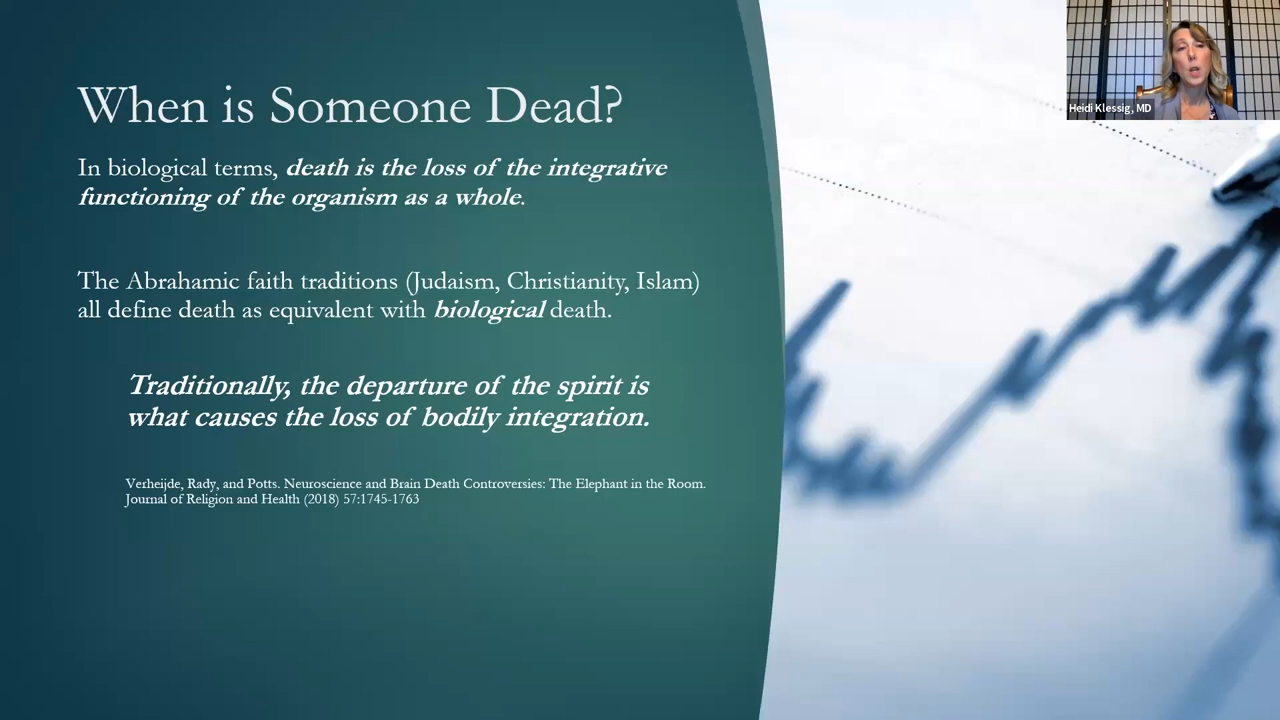 Heidi Klessig, MD
When is Someone Dead?
In biological terms, death is the loss of the integrative
functioning of the organism as a whole.
The Abrahamic faith traditions (Judaism, Christianity, Islam)
all define death as equivalent with biological death.
Traditionally, the departure of the spirit is
what causes the loss of bodily integration.
Verheijde, Rady, and Potts. Neuroscience and Brain Death Controversies: The Elephant in the Room.
Journal of Religion and Health (2018) 57:1745-1763